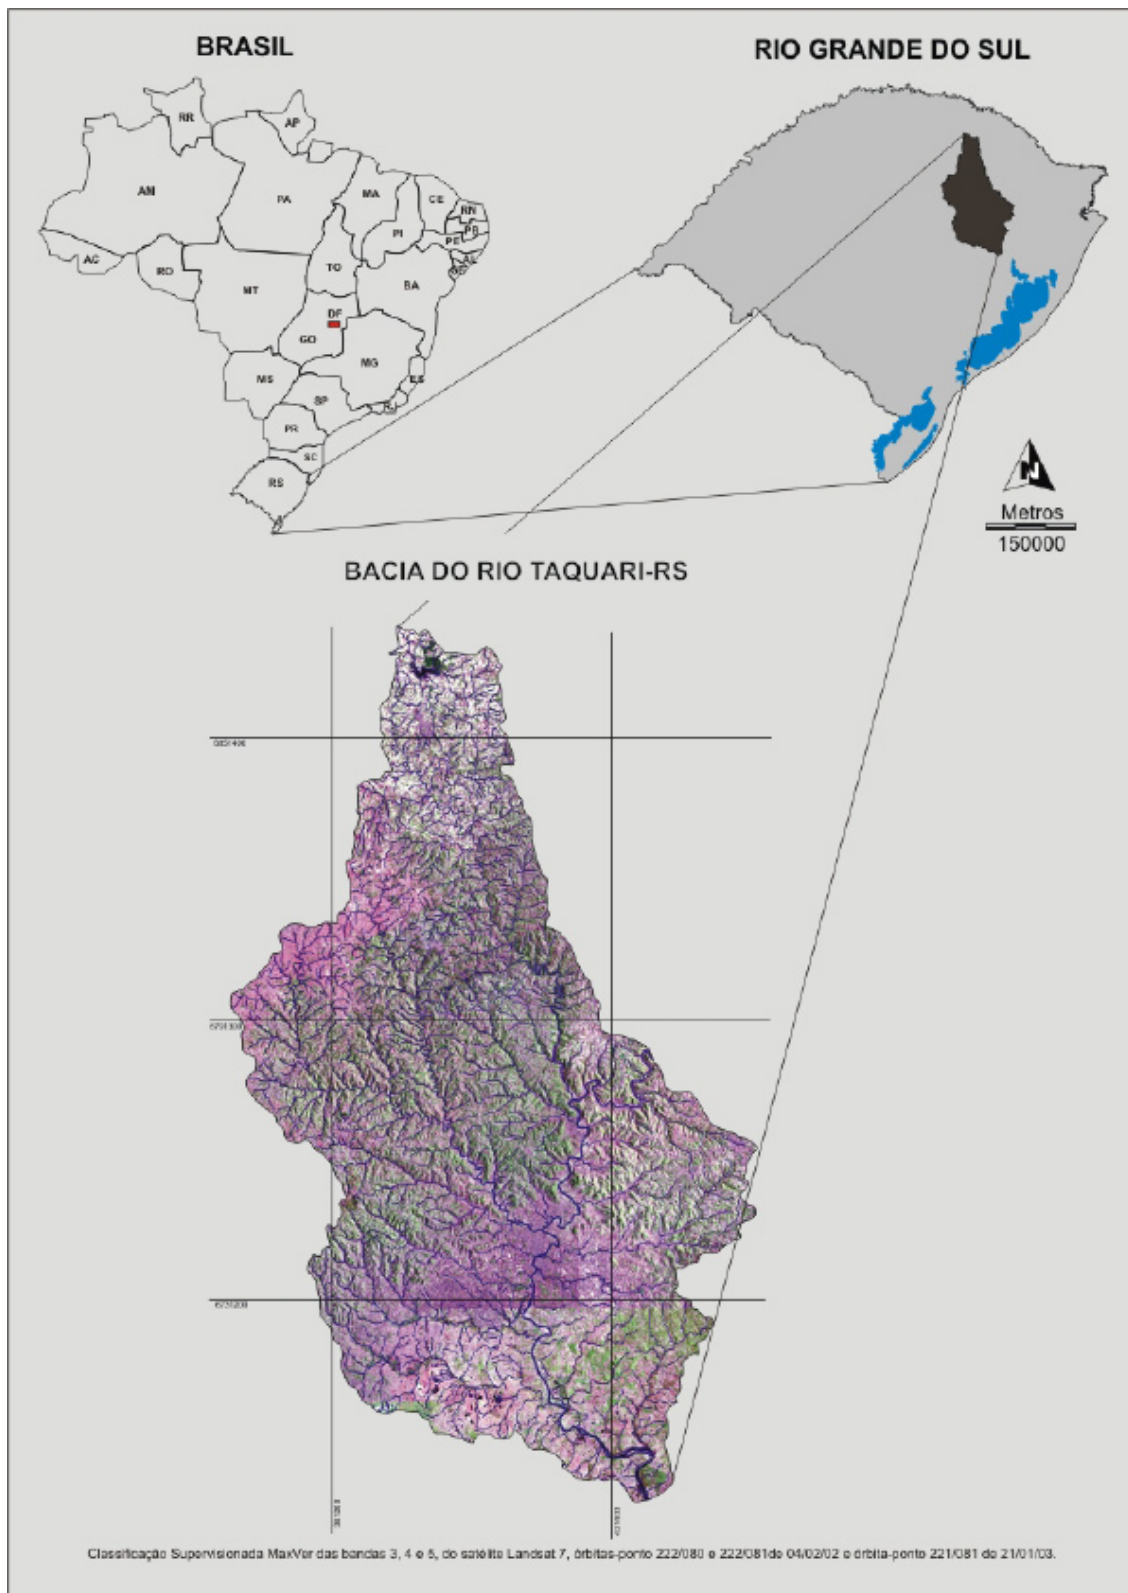 BRASIL
RIO GRANDE DO SUL
RR
AP
AM
PA
MA
CE
RN
PB
PE
PI
AL
SE
AC
RO
TO
BA
MT
DF
GO
MG
ES
MS
SP
RJ
PR
SC
RS
N
Metros
150000
BACIA DO RIO TAQUARI-RS
6731200
Classificação Supervisionada MaxVer das bandas 3, 4 e 5, do satélite Landsat 7, órbitas-ponto 222/080 e 222/081de 04/02/02 e órbita-ponto 221/081 de 21/01/03.